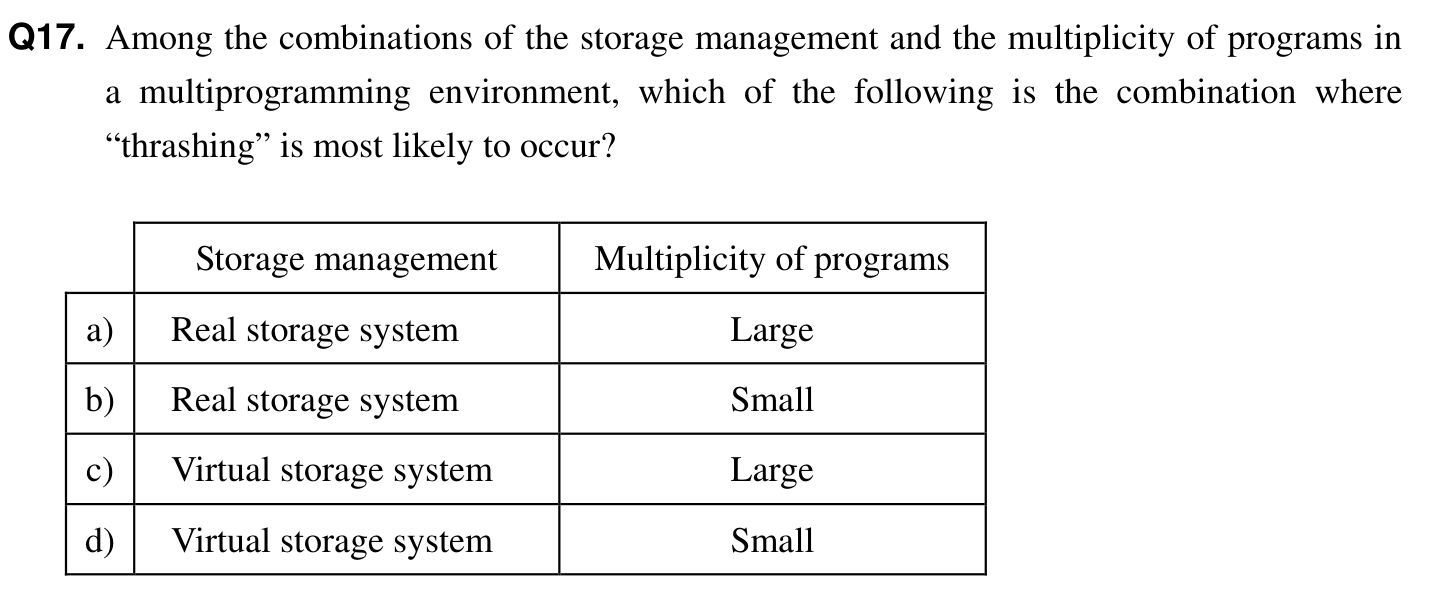 Q17. Among the combinations of the storage management and the multiplicity of programs in
a multiprogramming environment, which of the following is the combination where
“thrashing” is most likely to occur?
Storage management Multiplicity of programs
a) Real storage system Large
b) Real storage system Small
c) Virtual storage system Large
d) Virtual storage system Small